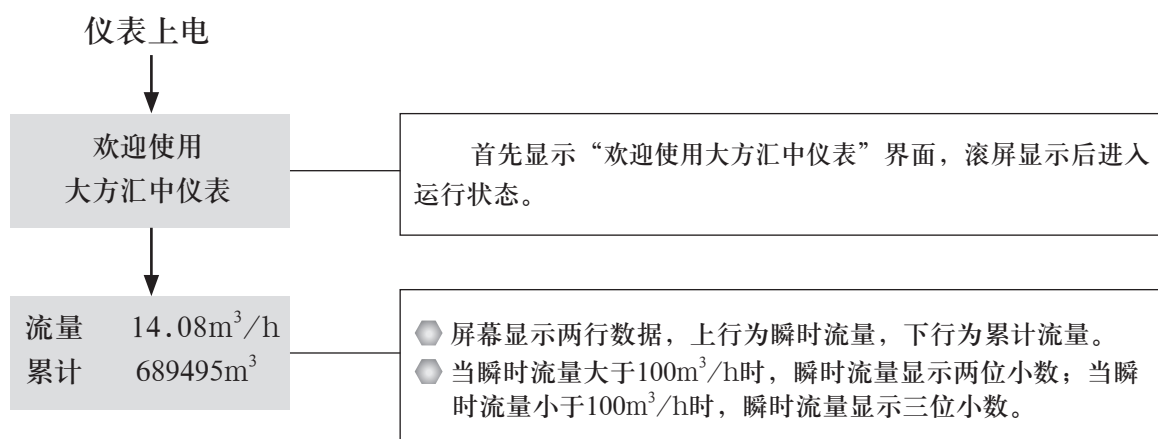 仪表上电
欢迎使用
大方汇中仪表
首先显示“欢迎使用大方汇中仪表”界面，滚屏显示后进入
运行状态。
流量 14.08m³/h
累计 689495m³
屏幕显示两行数据，上行为瞬时流量，下行为累计流量。
当瞬时流量大于100m³/h时，瞬时流量显示两位小数；当瞬
时流量小于100m³/h时，瞬时流量显示三位小数。